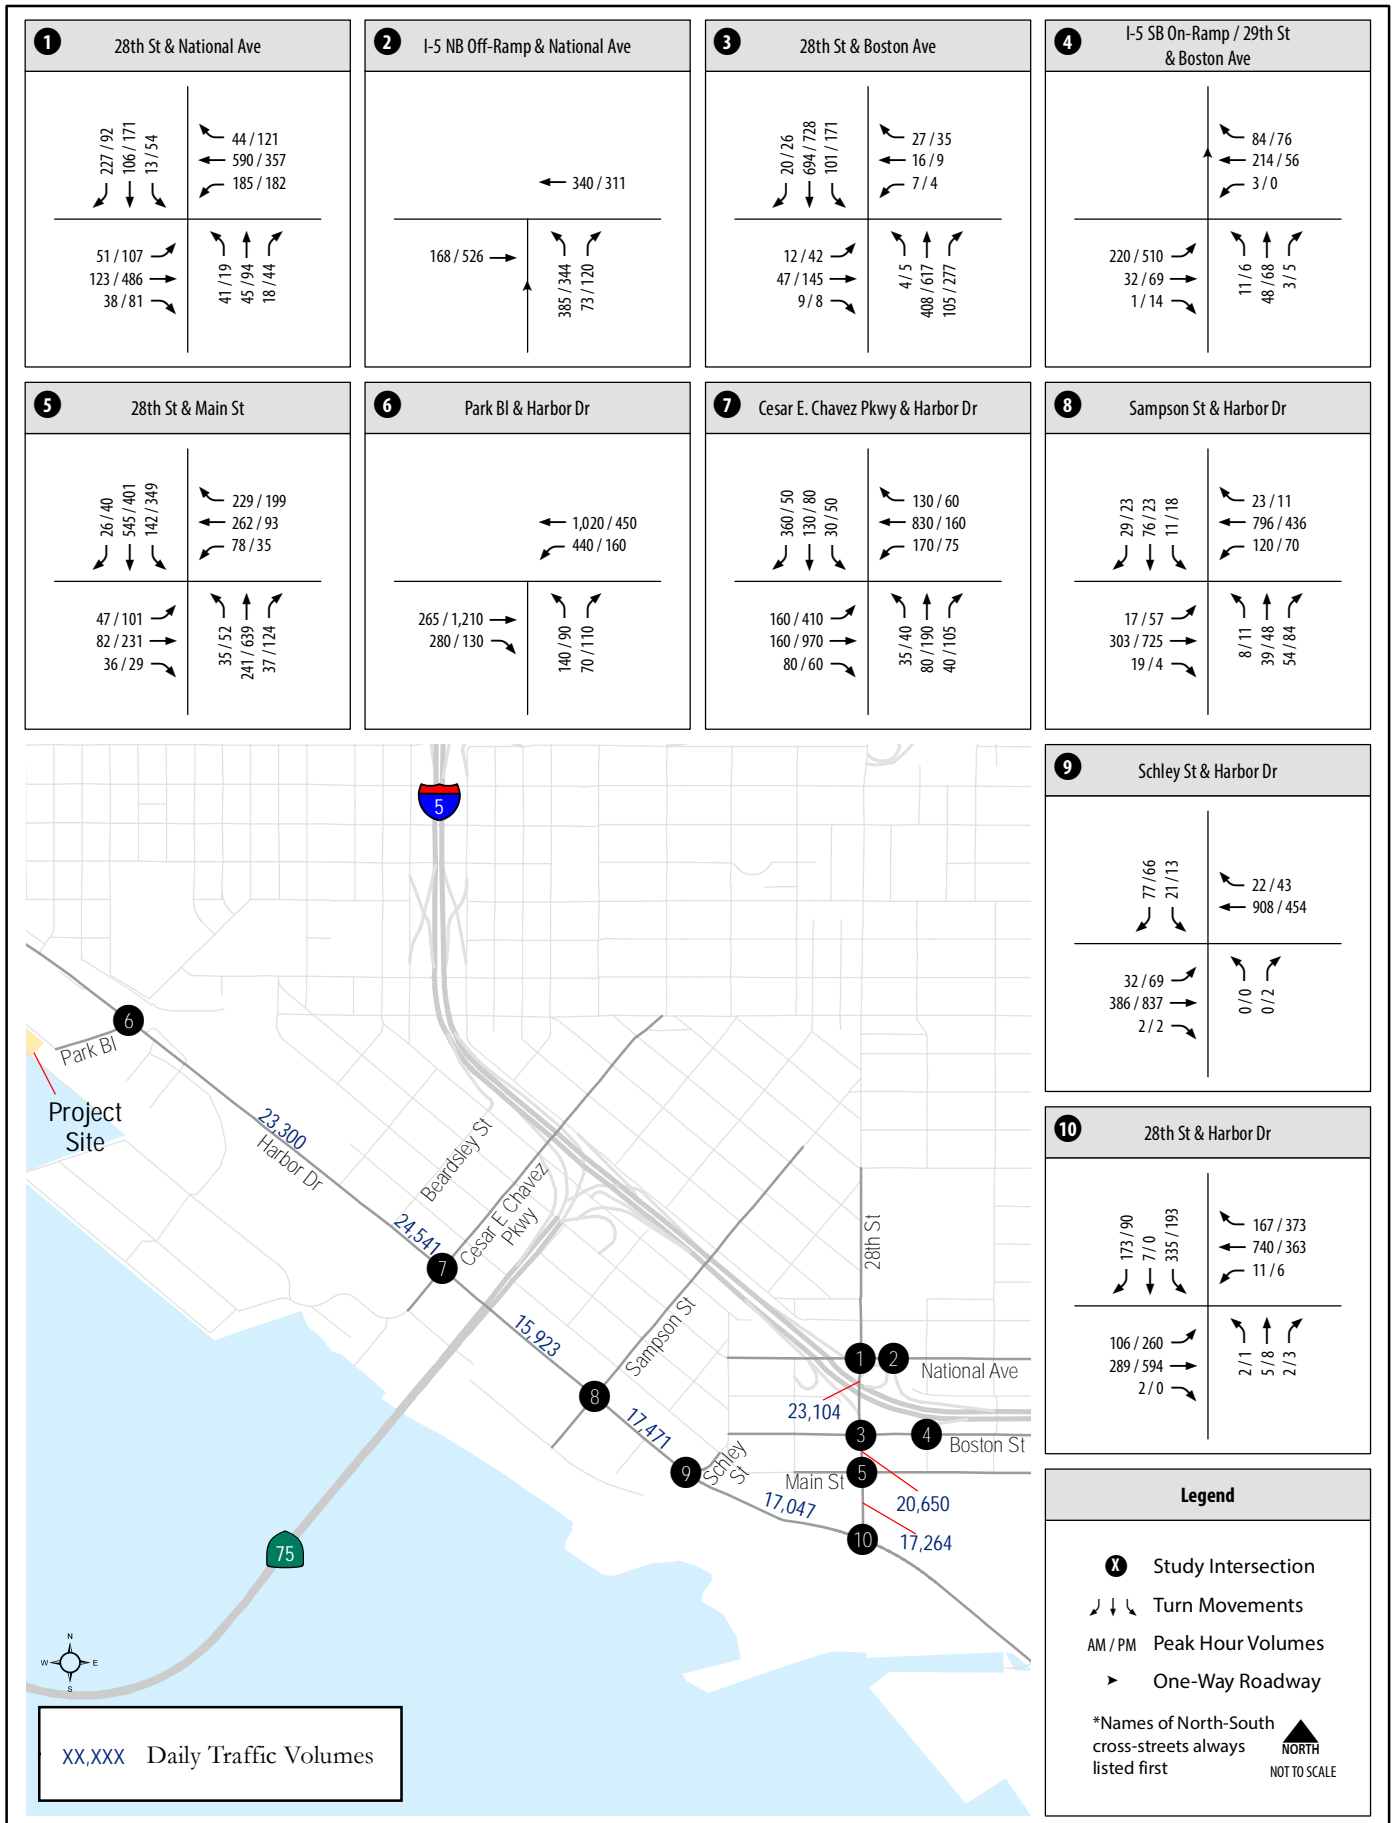 1
28th St & National Ave
227 / 92
106 / 171
13 / 54
44 / 121
590 / 357
185 / 182
51 / 107
123 / 486
38 / 81
41 / 19
45 / 94
18 / 44
2
I-5 NB Off-Ramp & National Ave
340 / 311
168 / 526
385 / 344
73 / 120
3
28th St & Boston Ave
20 / 26
694 / 728
101 / 171
27 / 35
16 / 9
7 / 4
12 / 42
47 / 145
9 / 8
4 / 5
408 / 617
105 / 277
4
I-5 SB On-Ramp / 29th St
& Boston Ave
84 / 76
214 / 56
3 / 0
220 / 510
32 / 69
1 / 14
11 / 6
48 / 68
3 / 5
5
28th St & Main St
26 / 40
545 / 401
142 / 349
229 / 199
262 / 93
78 / 35
47 / 101
82 / 231
36 / 29
35 / 52
241 / 639
37 / 124
6
Park Bl & Harbor Dr
1,020 / 450
440 / 160
265 / 1,210
280 / 130
140 / 90
70 / 110
7
Cesar E. Chavez Pkwy & Harbor Dr
360 / 50
130 / 80
30 / 50
130 / 60
830 / 160
170 / 75
160 / 410
160 / 970
80 / 60
35 / 40
80 / 190
40 / 105
8
Sampson St & Harbor Dr
29 / 23
76 / 23
11 / 18
23 / 11
796 / 436
120 / 70
17 / 57
303 / 725
19 / 4
8 / 11
39 / 48
54 / 84
9
Schley St & Harbor Dr
77 / 66
21 / 13
22 / 43
908 / 454
32 / 69
386 / 837
2 / 2
0 / 0
0 / 2
10
28th St & Harbor Dr
173 / 90
7 / 0
335 / 193
167 / 373
740 / 363
11 / 6
106 / 260
289 / 594
2 / 0
2 / 1
5 / 8
2 / 3
5
6
Park Bl
Project
Site
23,300
Harbor Dr
Beardsley St
24,541
Cesar E. Chavez
Pkwy
7
15,923
Sampson St
28th St
8
1
2
National Ave
23,104
17,471
3
4
Boston St
9
Schley
St
Main St
5
17,047
20,650
10
17,264
75
N
W
E
S
XX,XXX Daily Traffic Volumes
Legend
X Study Intersection
Turn Movements
AM / PM Peak Hour Volumes
One-Way Roadway
*Names of North-South
cross-streets always
listed first
NORTH
NOT TO SCALE